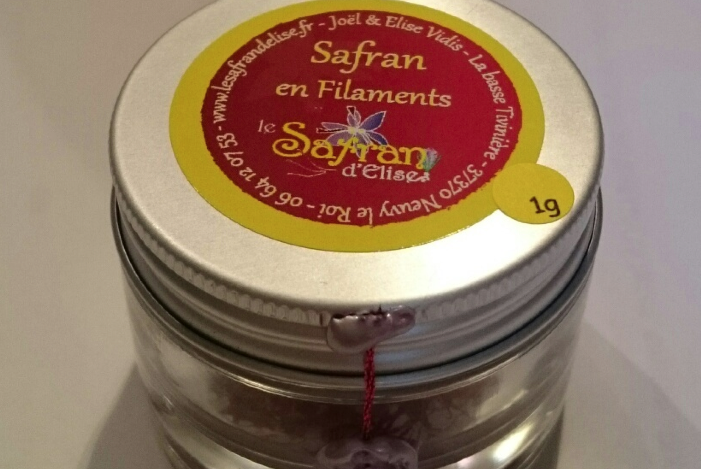 Safran
en Filaments
le Safran
d'Elise
www.lesafrandelise.fr - Joël & Elise Vidis - La basse Tivinière - 37370 Neuvy le Roi - 06 64 12 07 53 -
1g